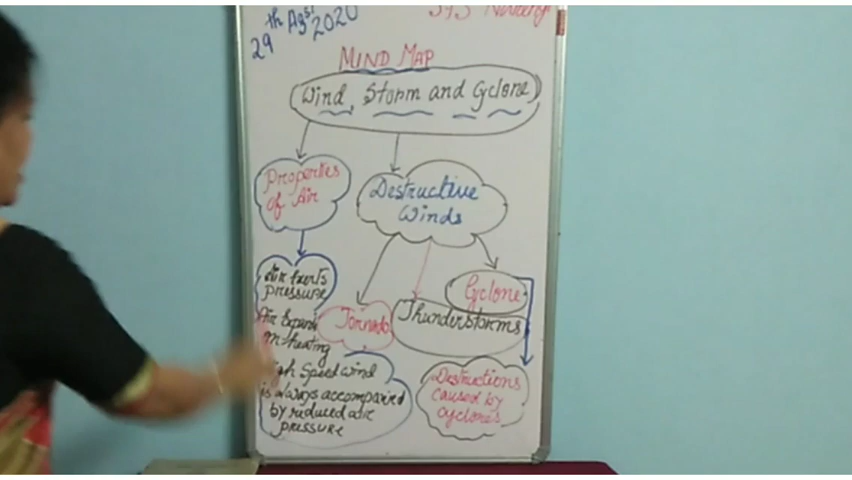 29th Agst 2020
MIND MAP
Wind, Storm and Cyclone
Properties
of Air
Destructive
Winds
Air Exerts
pressure
Air Expands
on heating
High Speed wind
is always accompanied
by reduced air
pressure
Tornado
Thunderstorms
Cyclone
Destructions
caused by
cyclones